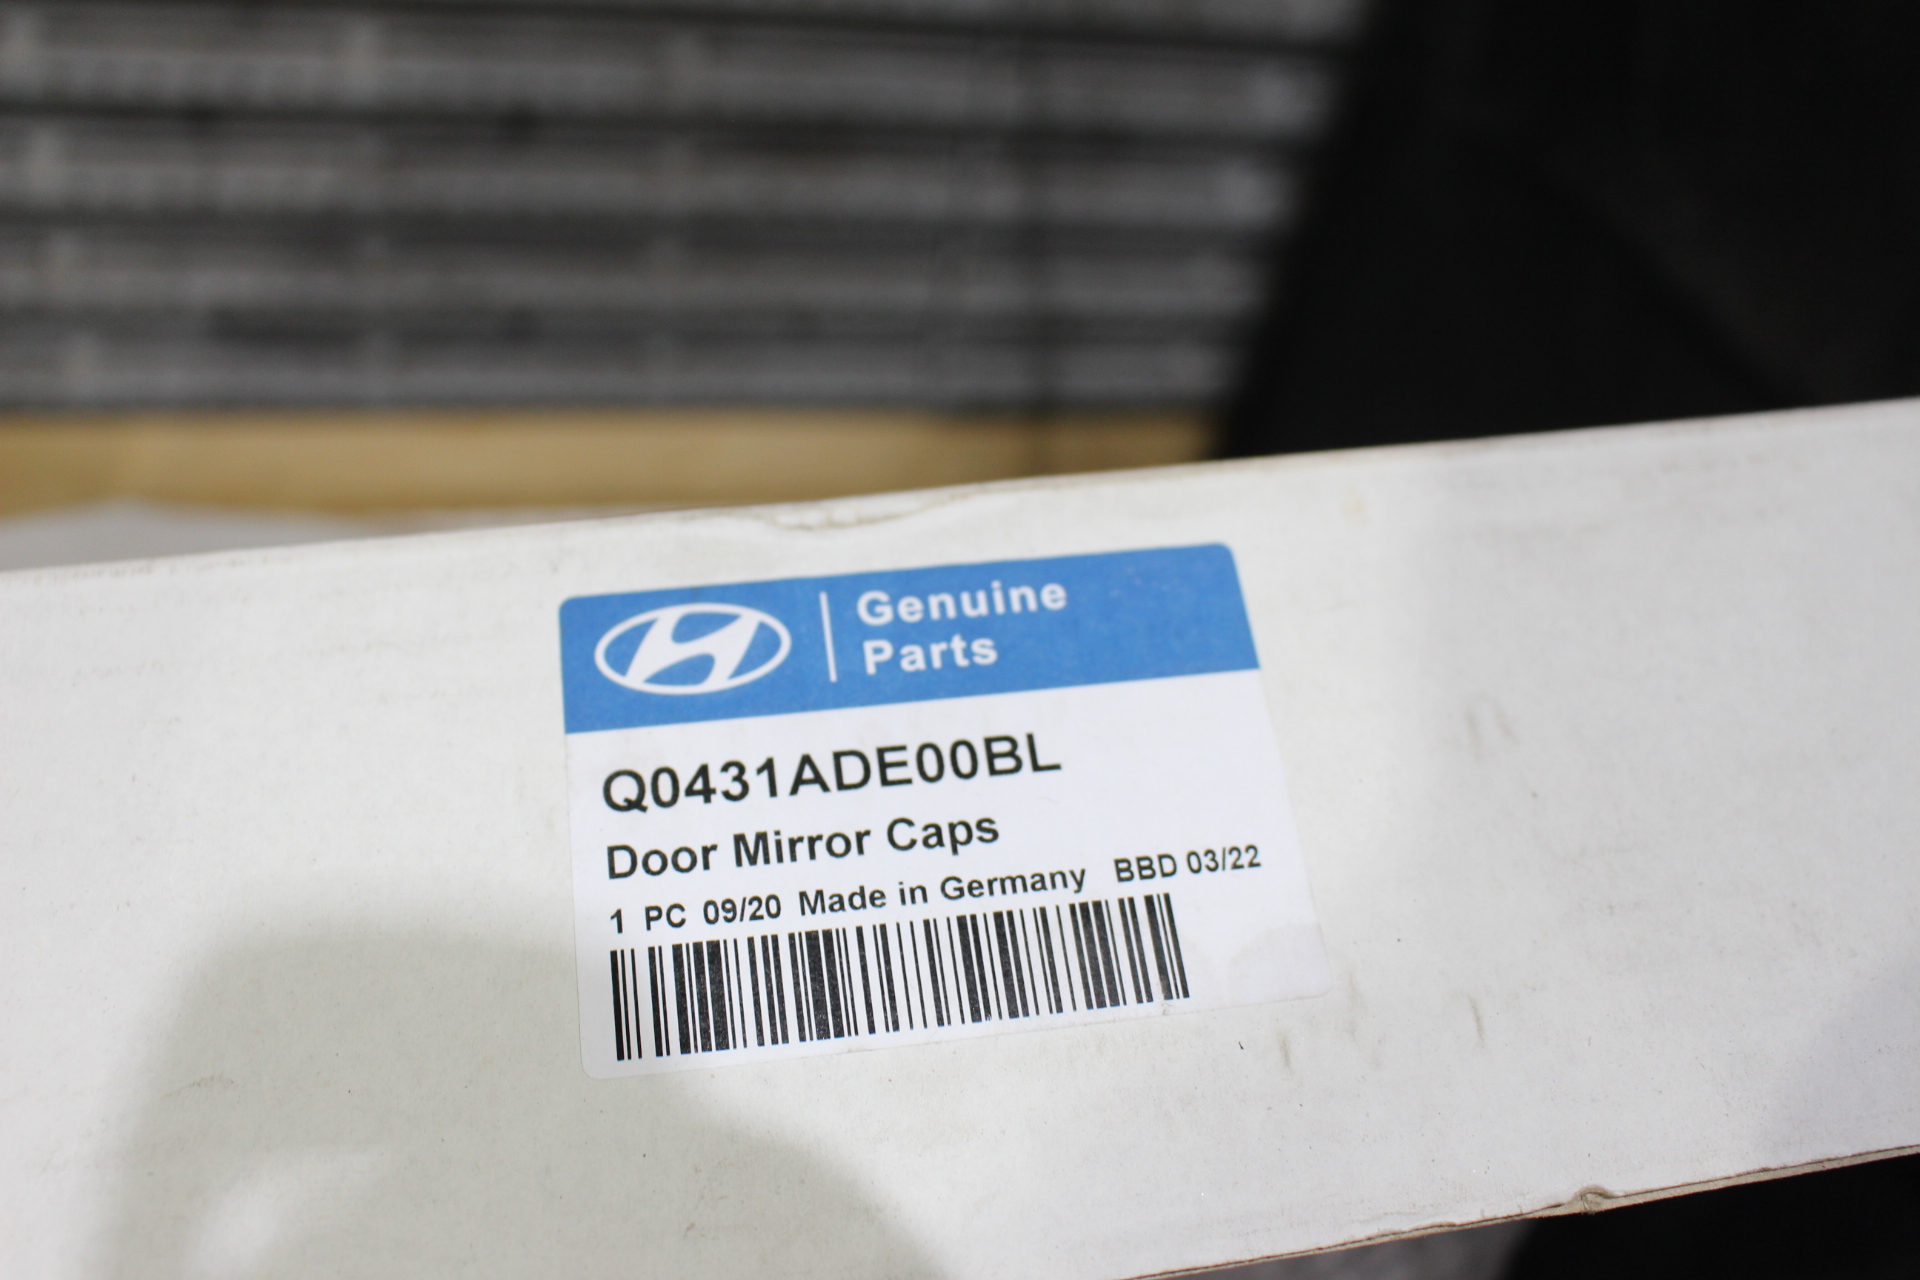 Genuine
Parts
Q0431ADE00BL
Door Mirror Caps
1 PC 09/20 Made in Germany BBD 03/22